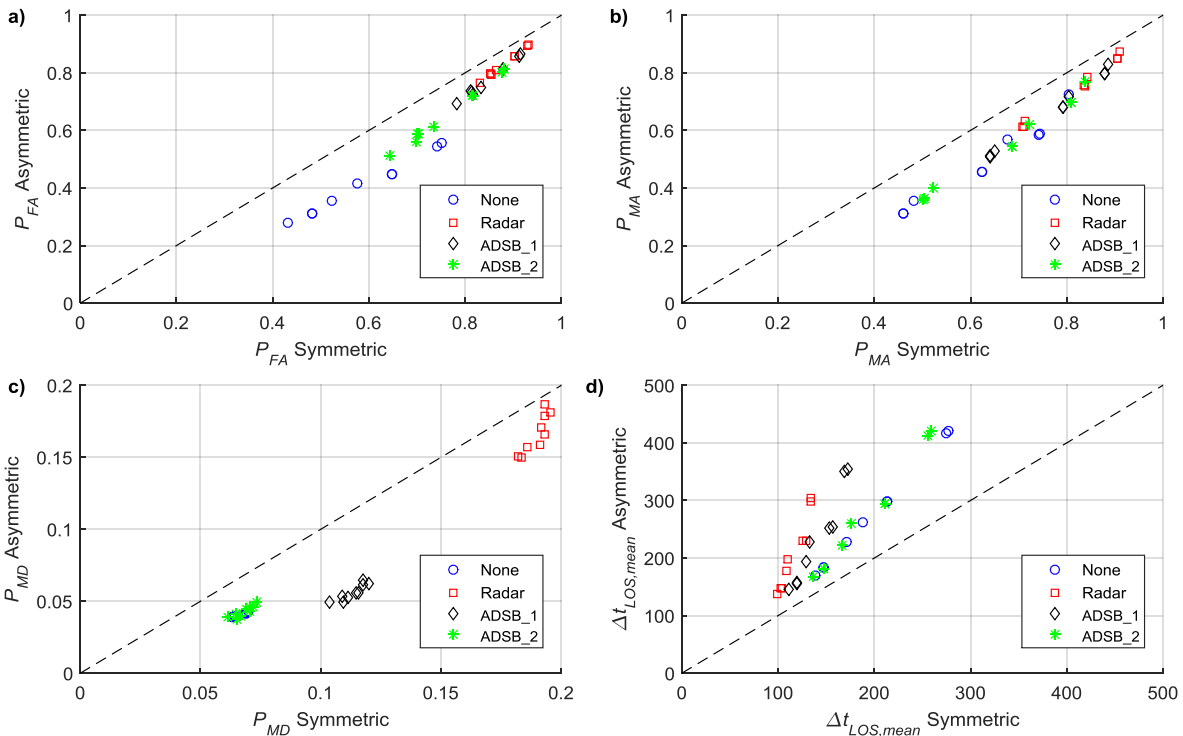 a)
1
0.8
0.6
0.4
0.2
0
P_FA Asymmetric
0 0.2 0.4 0.6 0.8 1
P_FA Symmetric
None
Radar
ADSB_1
ADSB_2
b)
1
0.8
0.6
0.4
0.2
0
P_MA Asymmetric
0 0.2 0.4 0.6 0.8 1
P_MA Symmetric
None
Radar
ADSB_1
ADSB_2
c)
0.2
0.15
0.1
0.05
0
P_MD Asymmetric
0 0.05 0.1 0.15 0.2
P_MD Symmetric
None
Radar
ADSB_1
ADSB_2
d)
500
400
300
200
100
0
Δt_LOS,mean Asymmetric
0 100 200 300 400 500
Δt_LOS,mean Symmetric
None
Radar
ADSB_1
ADSB_2